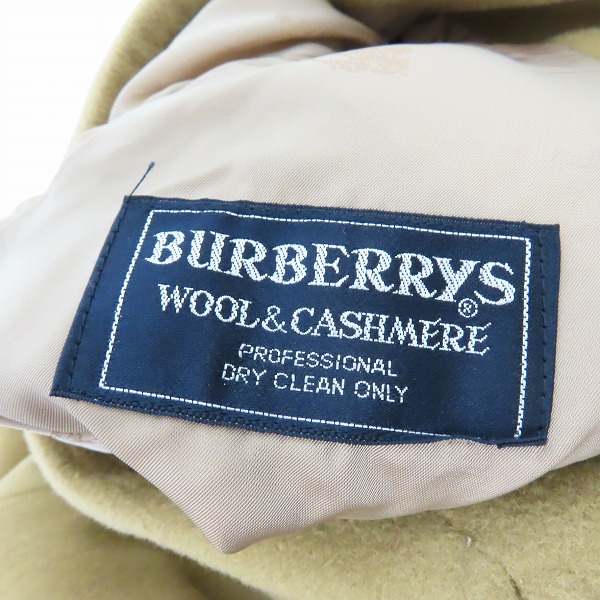 BURBERRYS®
WOOL&CASHMERE
PROFESSIONAL
DRY CLEAN ONLY